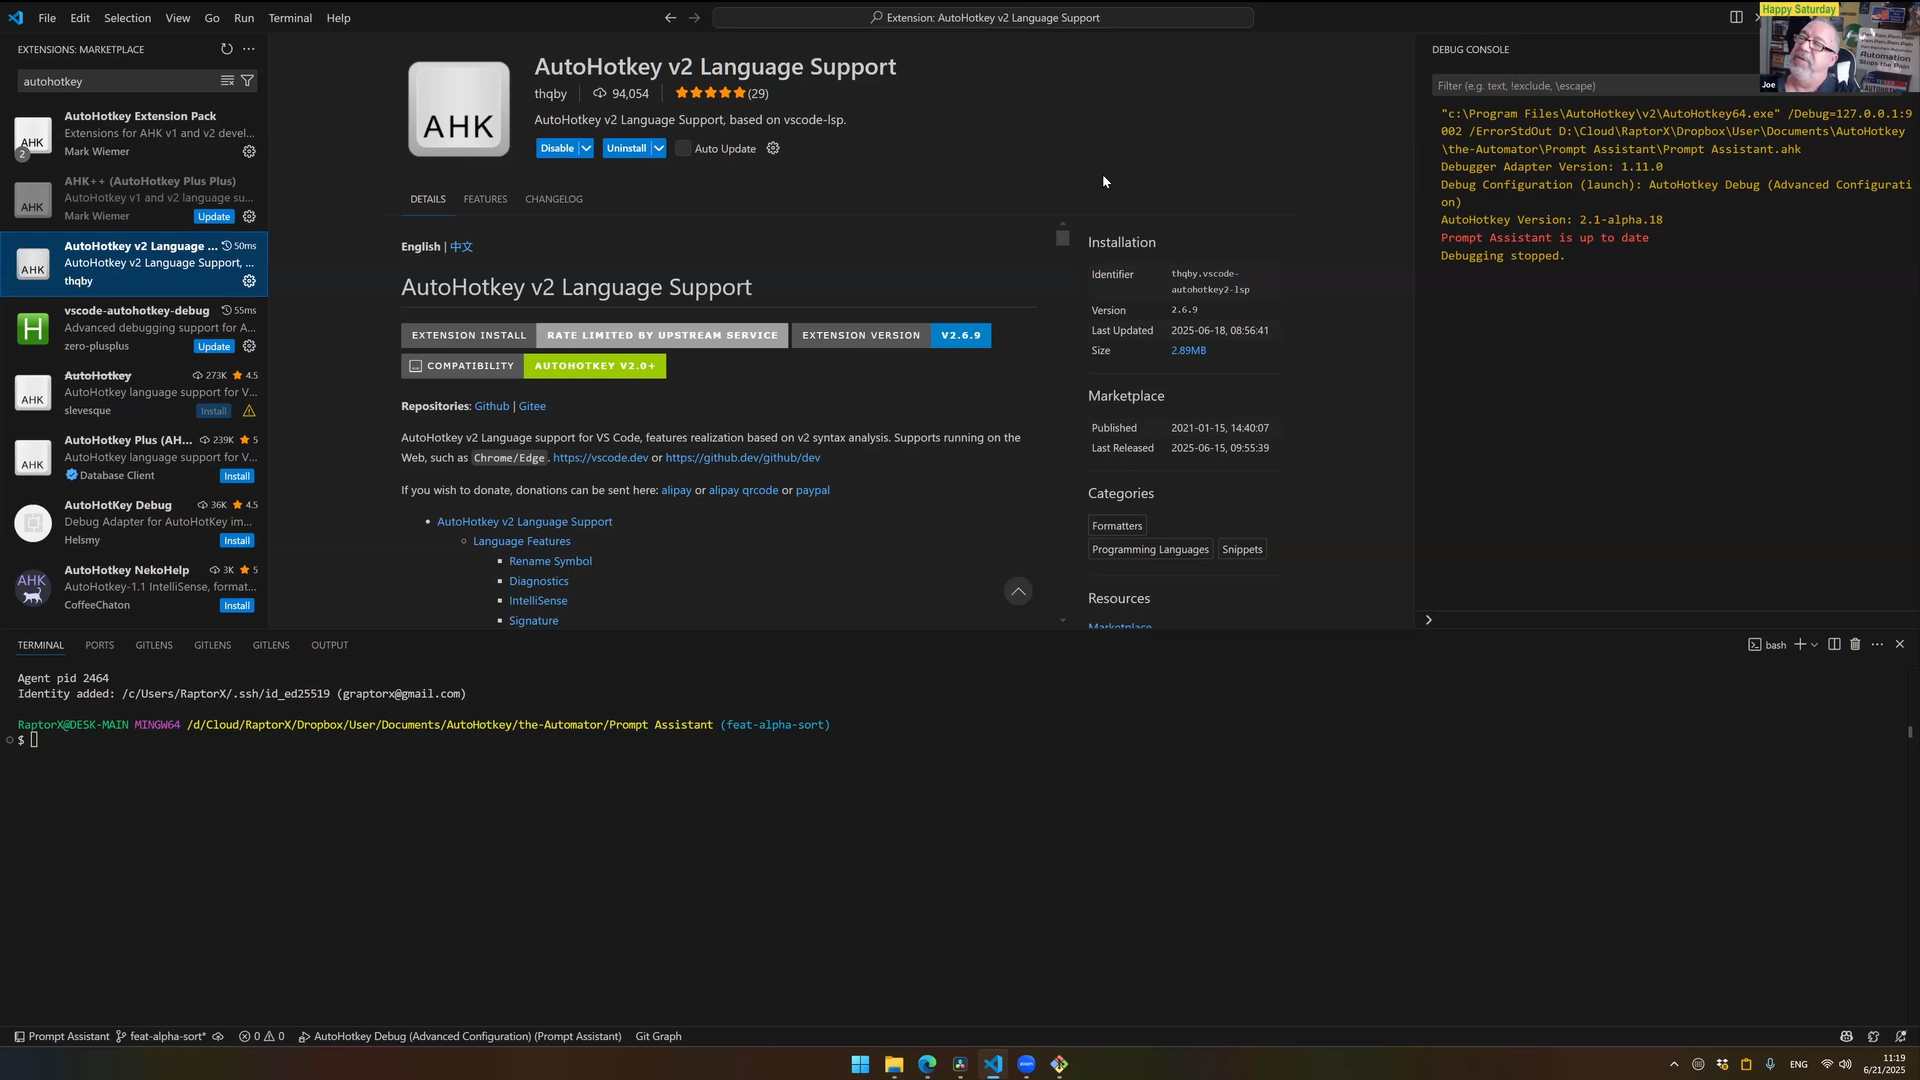 File Edit Selection View Go Run Terminal Help
Extension: AutoHotkey v2 Language Support
Happy Saturday
Joe
Automation
Stops the Pain
EXTENSIONS: MARKETPLACE
autohotkey
AutoHotkey Extension Pack
Extensions for AHK v1 and v2 devel...
Mark Wiemer
AHK
2
AHK++ (AutoHotkey Plus Plus)
AutoHotkey v1 and v2 language su...
Mark Wiemer
Update
AHK
AutoHotkey v2 Language ... 50ms
AutoHotkey v2 Language Support, ...
thqby
AHK
vscode-autohotkey-debug 55ms
Advanced debugging support for A...
zero-plusplus
Update
H
AutoHotkey 273K 4.5
AutoHotkey language support for V...
slevesque
Install
AHK
AutoHotkey Plus (AH... 239K 5
AutoHotkey language support for V...
Database Client
Install
AHK
AutoHotKey Debug 36K 4.5
Debug Adapter for AutoHotKey im...
Helsmy
Install
AutoHotKey NekoHelp 3K 5
AutoHotkey-1.1 IntelliSense, format...
CoffeeChaton
Install
AHK
AHK
AutoHotkey v2 Language Support
thqby 94,054 (29)
AutoHotkey v2 Language Support, based on vscode-lsp.
Disable Uninstall Auto Update
DETAILS FEATURES CHANGELOG
English | 中文
AutoHotkey v2 Language Support
EXTENSION INSTALL RATE LIMITED BY UPSTREAM SERVICE EXTENSION VERSION V2.6.9
COMPATIBILITY AUTOHOTKEY V2.0+
Repositories: Github | Gitee
AutoHotkey v2 Language support for VS Code, features realization based on v2 syntax analysis. Supports running on the
Web, such as Chrome/Edge. https://vscode.dev or https://github.dev/github/dev
If you wish to donate, donations can be sent here: alipay or alipay qrcode or paypal
AutoHotkey v2 Language Support
Language Features
Rename Symbol
Diagnostics
IntelliSense
Signature
Installation
Identifier thqby.vscode-
autohotkey2-lsp
Version 2.6.9
Last Updated 2025-06-18, 08:56:41
Size 2.89MB
Marketplace
Published 2021-01-15, 14:40:07
Last Released 2025-06-15, 09:55:39
Categories
Formatters
Programming Languages Snippets
Resources
Marketplace
DEBUG CONSOLE
Filter (e.g. text, !exclude, \escape)
"c:\Program Files\AutoHotkey\v2\AutoHotkey64.exe" /Debug=127.0.0.1:9
002 /ErrorStdOut D:\Cloud\RaptorX\Dropbox\User\Documents\AutoHotkey
\the-Automator\Prompt Assistant\Prompt Assistant.ahk
Debugger Adapter Version: 1.11.0
Debug Configuration (launch): AutoHotkey Debug (Advanced Configurati
on)
AutoHotkey Version: 2.1-alpha.18
Prompt Assistant is up to date
Debugging stopped.
TERMINAL PORTS GITLENS GITLENS GITLENS OUTPUT
bash
Agent pid 2464
Identity added: /c/Users/RaptorX/.ssh/id_ed25519 (graptorx@gmail.com)
RaptorX@DESK-MAIN MINGW64 /d/Cloud/RaptorX/Dropbox/User/Documents/AutoHotkey/the-Automator/Prompt Assistant (feat-alpha-sort)
$
Prompt Assistant feat-alpha-sort* 0 0 AutoHotkey Debug (Advanced Configuration) (Prompt Assistant) Git Graph
zoom
ENG
11:19
6/21/2025